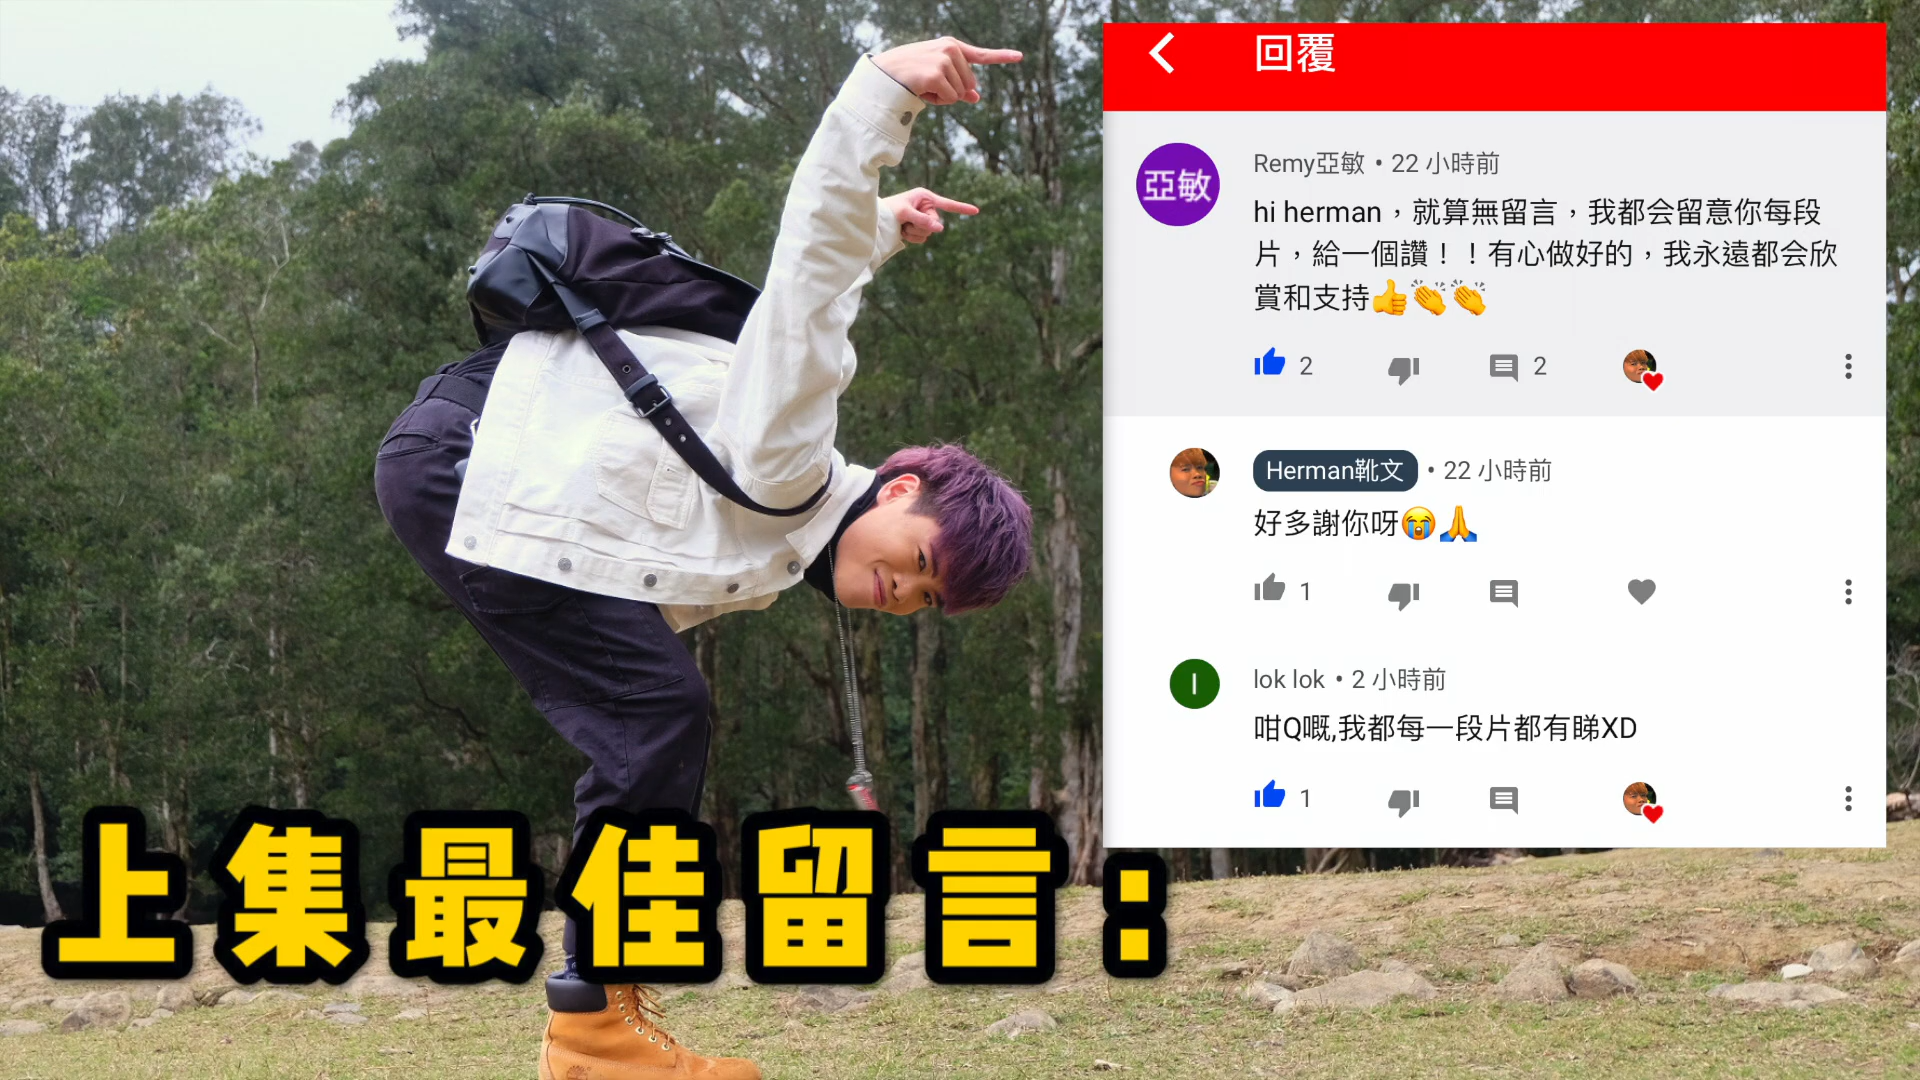 回覆
亞敏
Remy亞敏 • 22 小時前
hi herman，就算無留言，我都会留意你每段
片，給一個讚！！有心做好的，我永遠都会欣
賞和支持👍👏👏
2
2
Herman靴文 • 22 小時前
好多謝你呀😭🙏
1
l
lok lok • 2 小時前
咁Q嘅,我都每一段片都有睇XD
1
上集最佳留言: